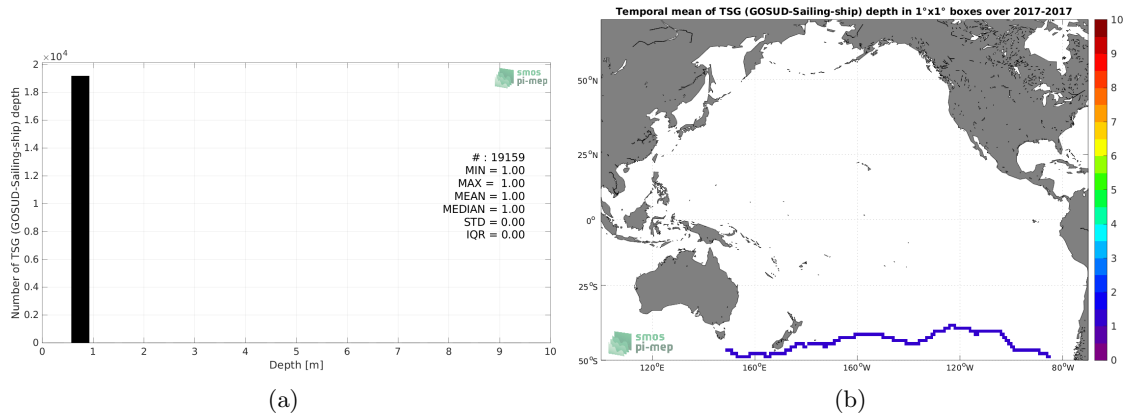 ×10⁴
2
1.8
1.6
1.4
1.2
1
0.8
0.6
0.4
0.2
0
Number of TSG (GOSUD-Sailing-ship) depth
smos
pi-mep
# : 19159
MIN = 1.00
MAX = 1.00
MEAN = 1.00
MEDIAN = 1.00
STD = 0.00
IQR = 0.00
0 1 2 3 4 5 6 7 8 9 10
Depth [m]
(a)
Temporal mean of TSG (GOSUD-Sailing-ship) depth in 1°x1° boxes over 2017-2017
50°N
25°N
0°
25°S
50°S
smos
pi-mep
120°E 160°E 160°W 120°W 80°W
10
9
8
7
6
5
4
3
2
1
0
(b)